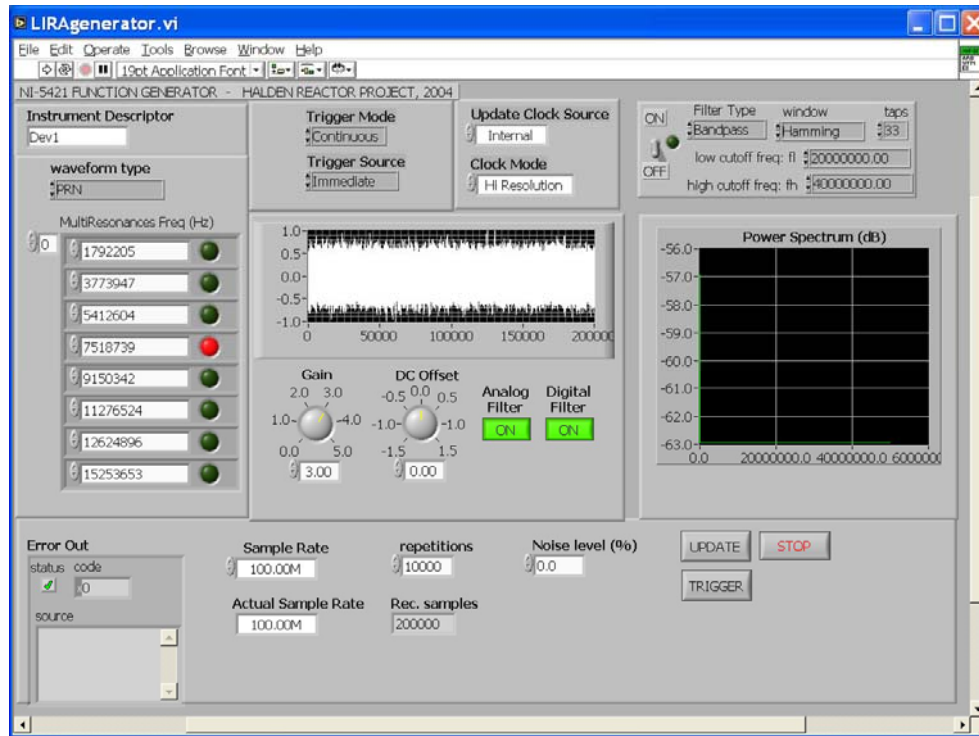 LIRAgenerator.vi
File Edit Operate Tools Browse Window Help
19pt Application Font
NI-5421 FUNCTION GENERATOR - HALDEN REACTOR PROJECT, 2004
Instrument Descriptor
Dev1
waveform type
PRN
MultiResonances Freq (Hz)
0
1792205
3773947
5412604
7518739
9150342
11276524
12624896
15253653
Trigger Mode
Continuous
Trigger Source
Immediate
Update Clock Source
Internal
Clock Mode
HI Resolution
ON
OFF
Filter Type window taps
Bandpass Hamming 33
low cutoff freq: fl 20000000.00
high cutoff freq: fh 40000000.00
1.0
0.5
0.0
-0.5
-1.0
0 50000 100000 150000 200000
Gain
2.0 3.0
1.0 4.0
0.0 5.0
3.00
DC Offset
-0.5 0.0 0.5
-1.0 1.0
-1.5 1.5
0.00
Analog Filter
ON
Digital Filter
ON
Power Spectrum (dB)
-56.0
-57.0
-58.0
-59.0
-60.0
-61.0
-62.0
-63.0
0.0 20000000.0 40000000.0 6000000
Error Out
status code
0
source
Sample Rate
100.00M
Actual Sample Rate
100.00M
repetitions
10000
Rec. samples
200000
Noise level (%)
0.0
UPDATE STOP
TRIGGER